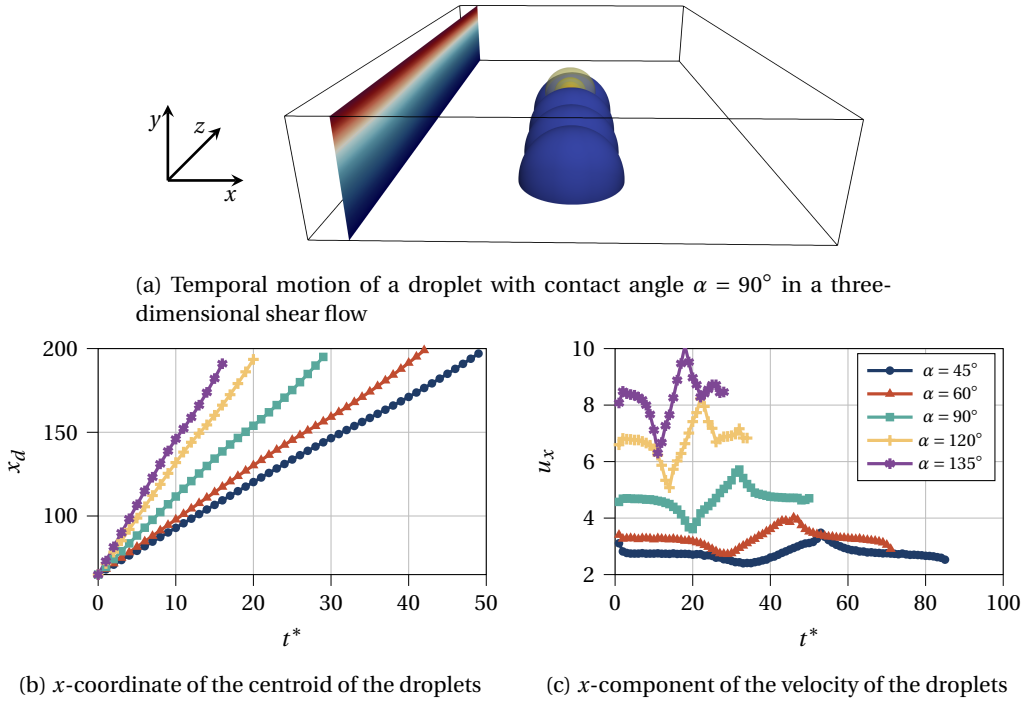 y
z
x
(a) Temporal motion of a droplet with contact angle α = 90° in a three-
dimensional shear flow
200
150
100
x_d
0
10
20
30
40
50
t*
(b) x-coordinate of the centroid of the droplets
10
8
6
4
2
u_x
α = 45°
α = 60°
α = 90°
α = 120°
α = 135°
0
20
40
60
80
100
t*
(c) x-component of the velocity of the droplets